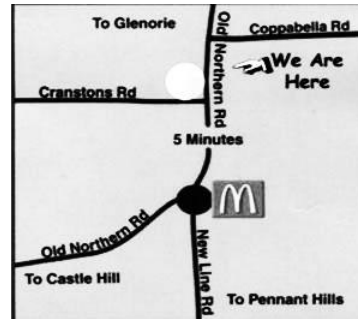 To Glenorie
Old Northern Rd
Coppabella Rd
We Are
Here
Cranstons Rd
5 Minutes
M
Old Northern Rd
New Line Rd
To Castle Hill
To Pennant Hills